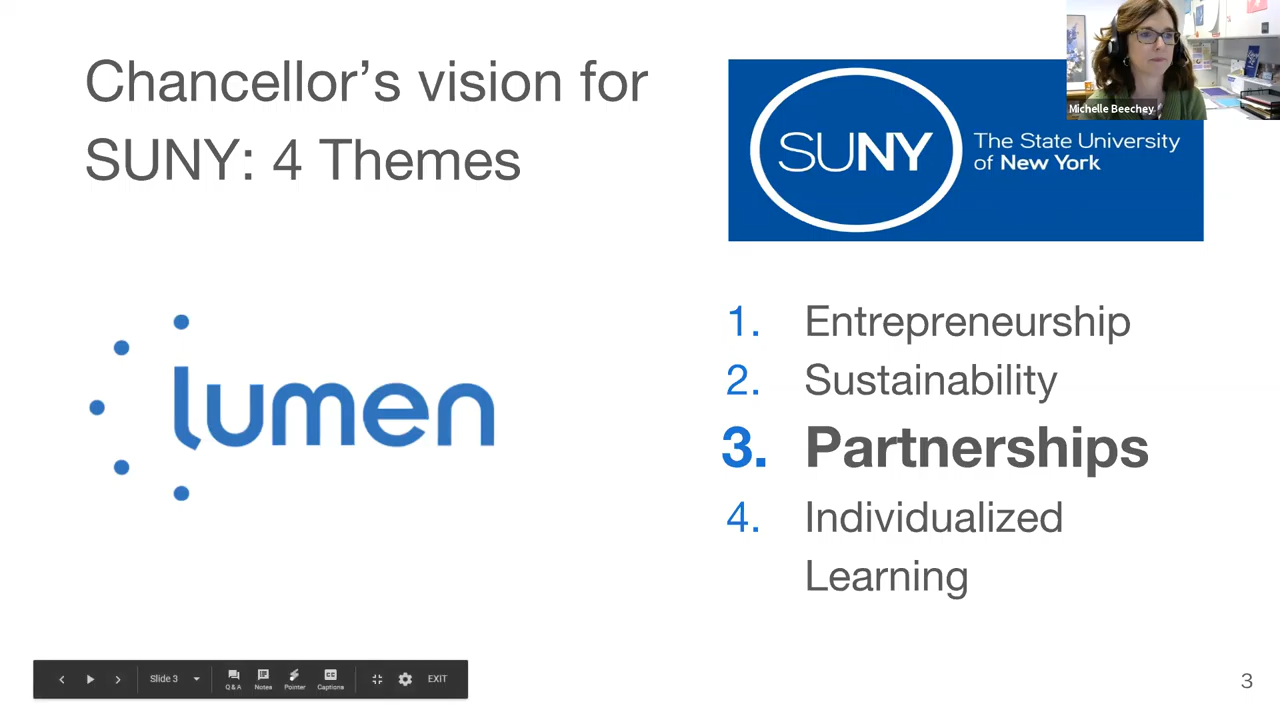 Chancellor’s vision for
SUNY: 4 Themes
SUNY
The State University
of New York
Michelle Beechey
lumen
1. Entrepreneurship
2. Sustainability
3. Partnerships
4. Individualized
Learning
Slide 3
Q & A
Notes
Pointer
CC
Captions
EXIT
3